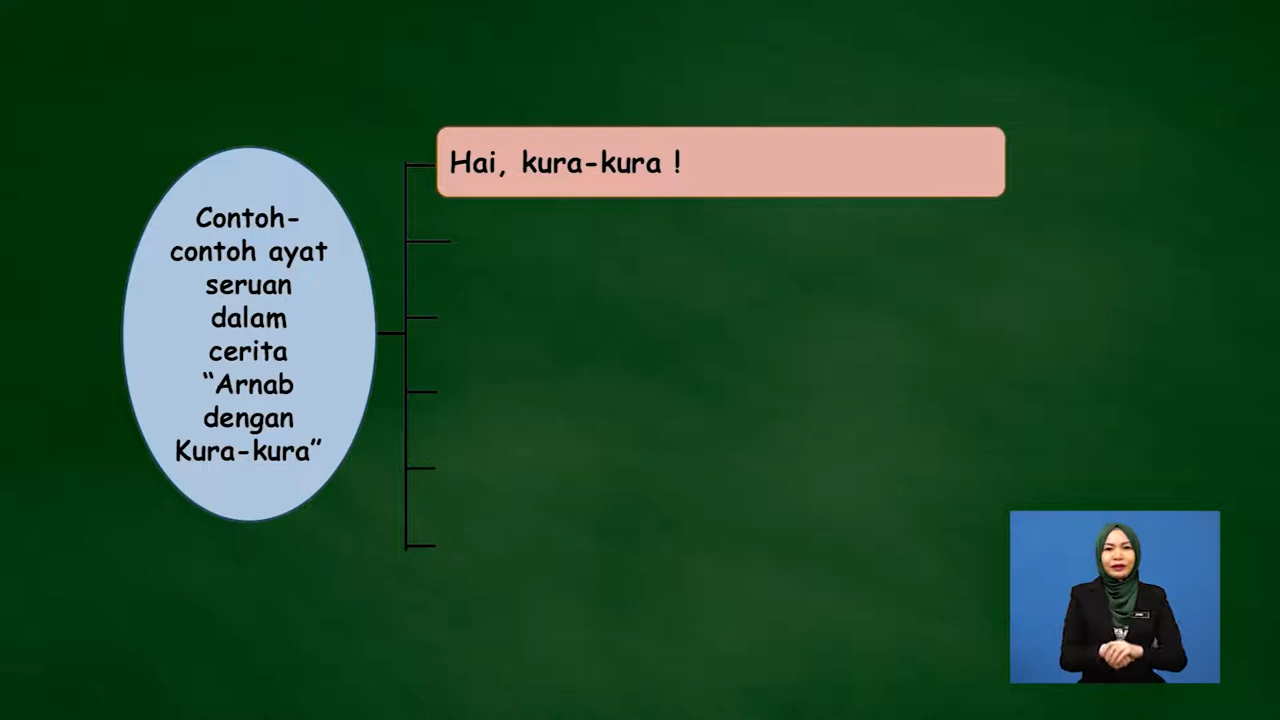 Contoh-
contoh ayat
seruan
dalam
cerita
“Arnab
dengan
Kura-kura”
Hai, kura-kura !